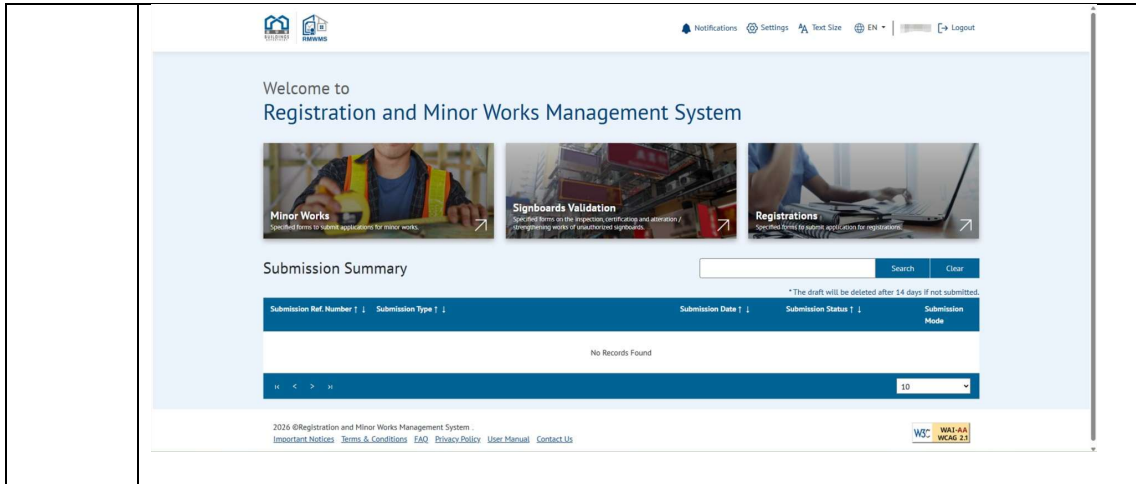 BUILDINGS
RMWMS
Notifications Settings Text Size EN Logout
Welcome to
Registration and Minor Works Management System
Minor Works
Specified forms to submit applications for minor works.
Signboards Validation
Specified forms on the inspection, certification and alteration /
strengthening works of unauthorized signboards.
Registrations
Specified forms to submit application for registrations.
Submission Summary
Search Clear
* The draft will be deleted after 14 days if not submitted.
Submission Ref. Number ↑ ↓ Submission Type ↑ ↓ Submission Date ↑ ↓ Submission Status ↑ ↓ Submission
Mode
No Records Found
10
2026 ©Registration and Minor Works Management System .
Important Notices Terms & Conditions FAQ Privacy Policy User Manual Contact Us
W3C WAI-AA
WCAG 2.1